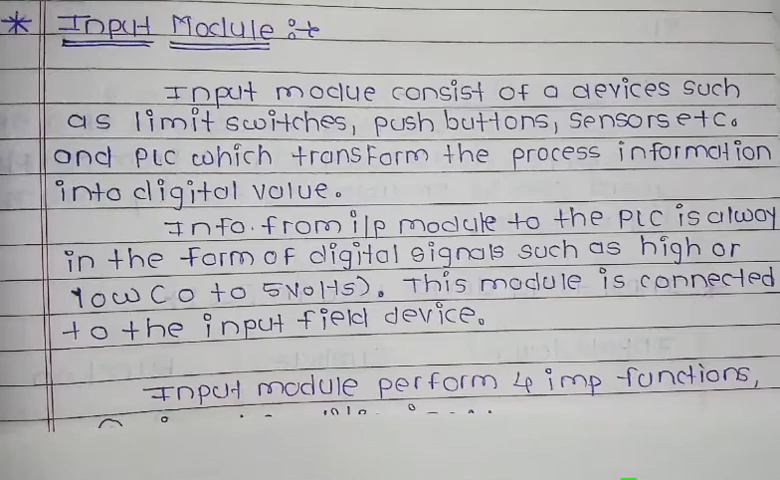 * Input Module :+
Input modue consist of a devices such
as limit switches, push buttons, sensors etc.
and PLC which transform the process information
into digital value.
Info. from i/p module to the PLC is alway
in the form of digital signals such as high or
low (0 to 5volts). This module is connected
to the input field device.
Input module perform 4 imp functions,